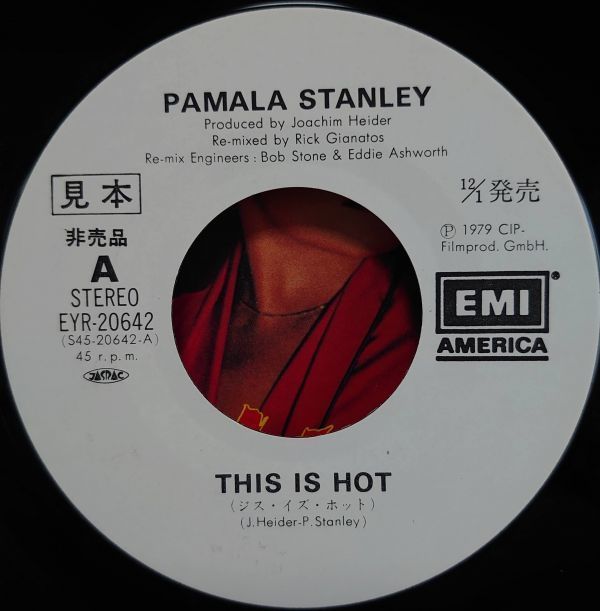 PAMALA STANLEY
Produced by Joachim Heider
Re-mixed by Rick Gianatos
Re-mix Engineers : Bob Stone & Eddie Ashworth
見本
非売品
A
STEREO
EYR-20642
(S45-20642-A)
45 r.p.m.
JASRAC
12/1発売
Ⓟ 1979 CIP-
Filmprod. GmbH.
EMI®
AMERICA
THIS IS HOT
(ジス・イズ・ホット)
(J.Heider-P.Stanley)